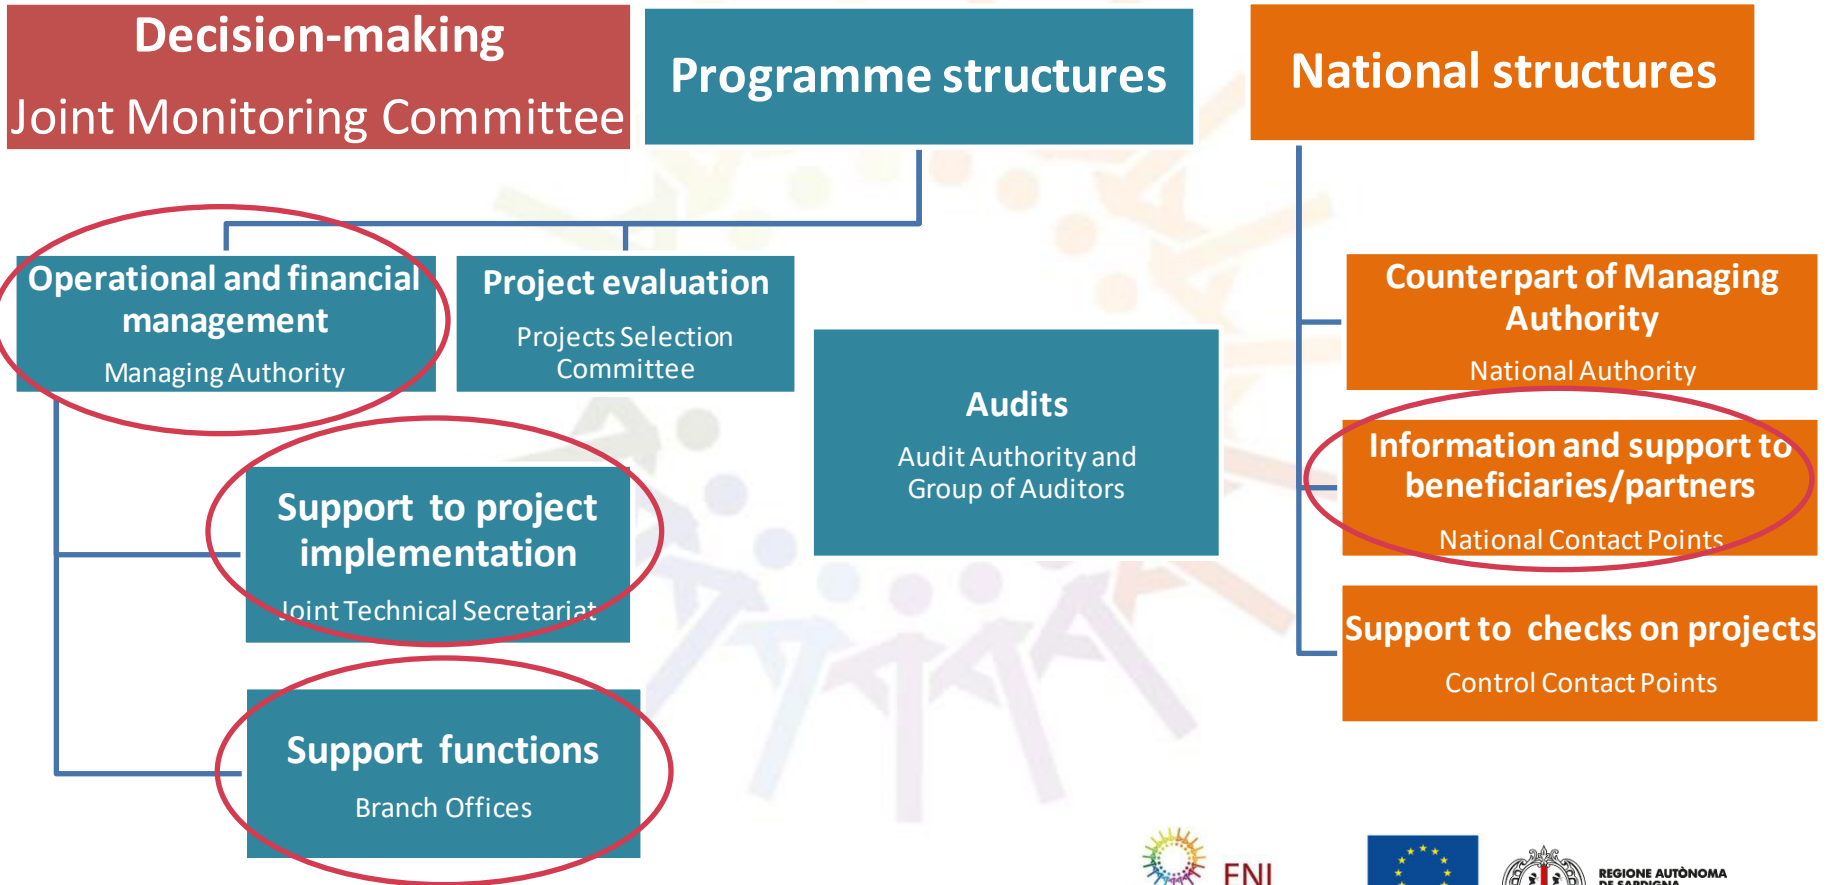 Decision-making
Joint Monitoring Committee
Programme structures
National structures
Operational and financial
management
Managing Authority
Project evaluation
Projects Selection
Committee
Audits
Audit Authority and
Group of Auditors
Support to project
implementation
Joint Technical Secretariat
Support functions
Branch Offices
Counterpart of Managing
Authority
National Authority
Information and support to
beneficiaries/partners
National Contact Points
Support to checks on projects
Control Contact Points
ENI
REGIONE AUTÒNOMA
DE SARDIGNA